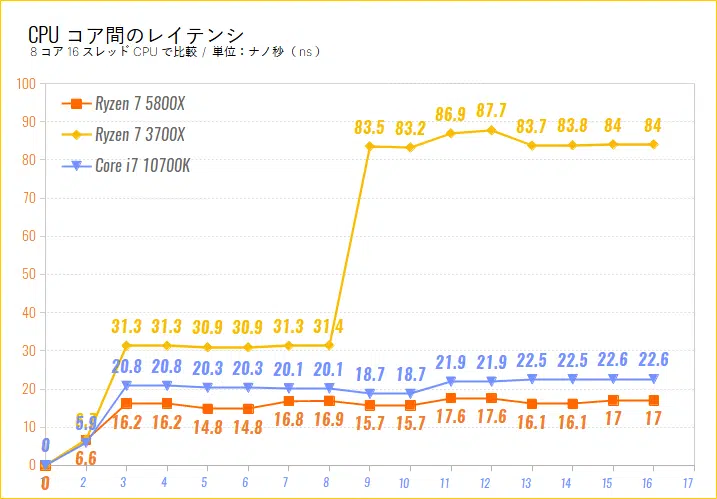 CPU コア間のレイテンシ
8 コア 16 スレッド CPU で比較 / 単位：ナノ秒（ns）
100
90
80
70
60
50
40
30
20
10
0
Ryzen 7 5800X
Ryzen 7 3700X
Core i7 10700K
83.5 83.2 86.9 87.7 83.7 83.8 84 84
31.3 31.3 30.9 30.9 31.3 31.4
0 5.9 20.8 20.8 20.3 20.3 20.1 20.1 18.7 18.7 21.9 21.9 22.5 22.5 22.6 22.6
0 6.6 16.2 16.2 14.8 14.8 16.8 16.9 15.7 15.7 17.6 17.6 16.1 16.1 17 17
2 3 4 5 6 7 8 9 10 11 12 13 14 15 16 17